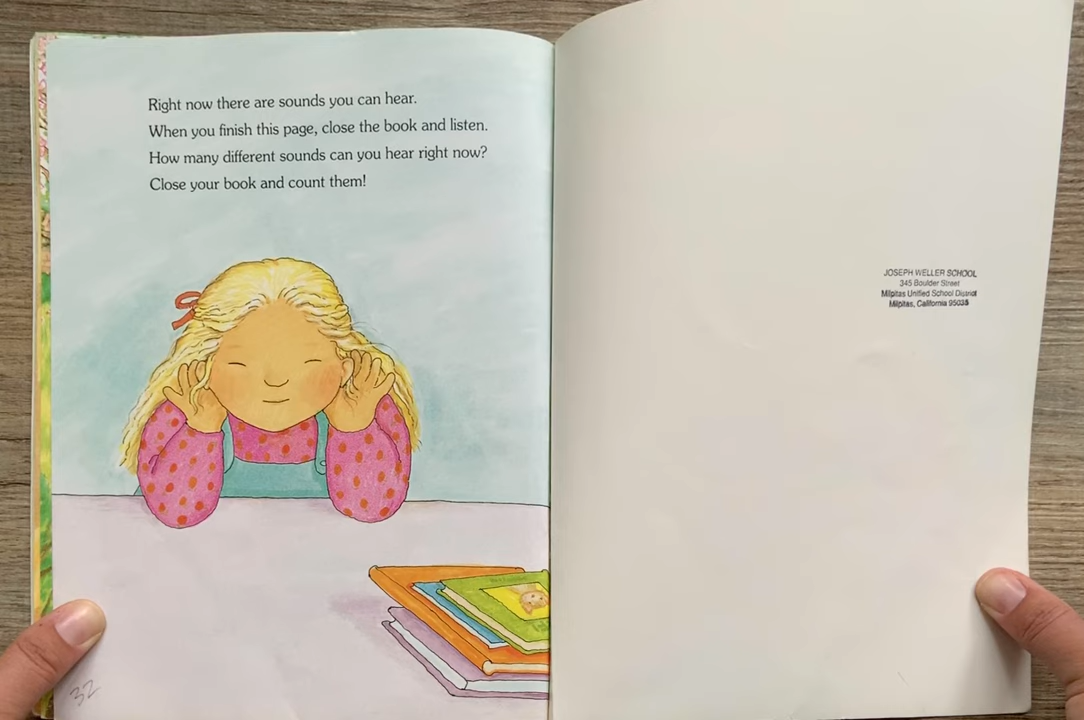 Right now there are sounds you can hear.
When you finish this page, close the book and listen.
How many different sounds can you hear right now?
Close your book and count them!
32
JOSEPH WELLER SCHOOL
345 Boulder Street
Milpitas Unified School District
Milpitas, California 95035